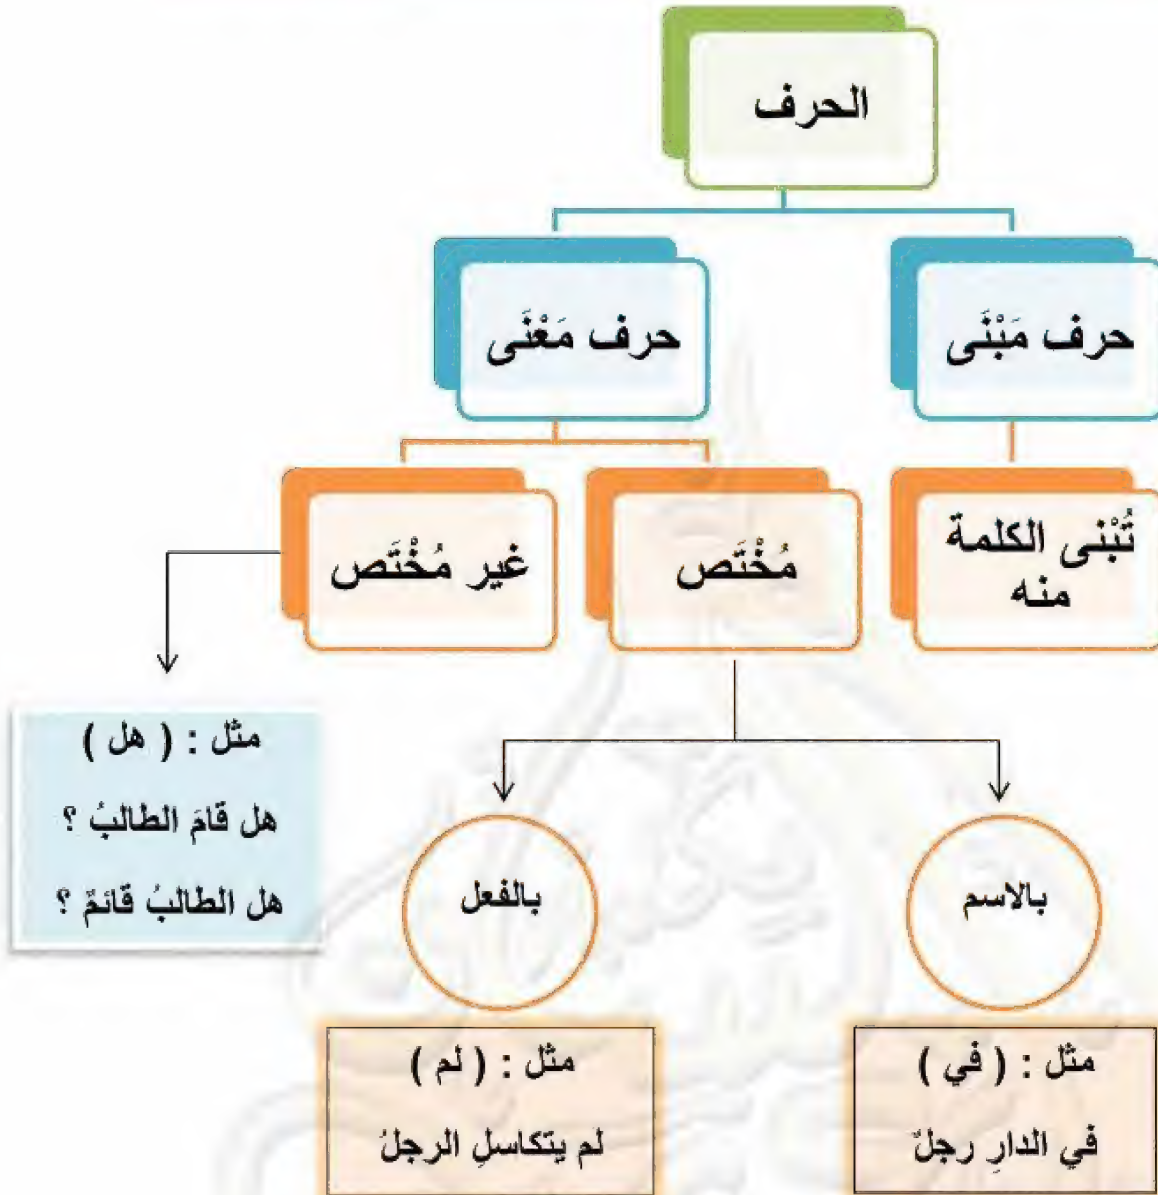 الحرف
حرف مَبْنَى
حرف مَعْنَى
تُبْنى الكلمة
منه
مُخْتَص
غير مُخْتَص
بالاسم
مثل : ( في )
في الدارِ رجلٌ
بالفعل
مثل : ( لم )
لم يتكاسلِ الرجلُ
مثل : ( هل )
هل قامَ الطالبُ ؟
هل الطالبُ قائمٌ ؟